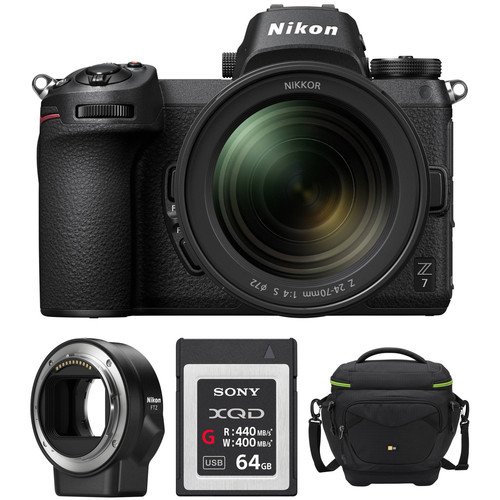 Nikon
NIKKOR
F
F
Z 24-70mm 1:4 S ø72
Z
7
Nikon
FTZ
SONY
XQD
G R:440MB/s*
W:400MB/s*
USB 64GB